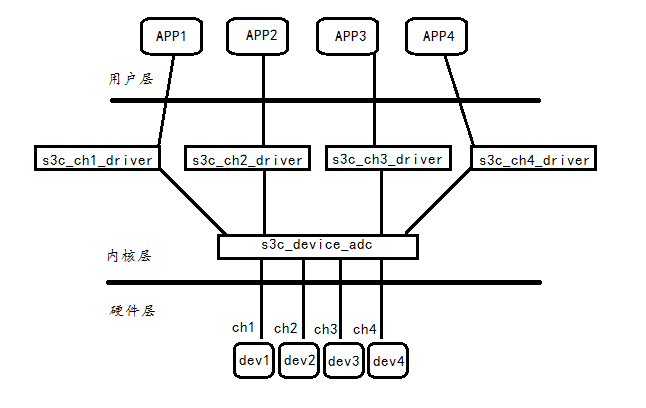 APP1 APP2 APP3 APP4
用户层
s3c_ch1_driver s3c_ch2_driver s3c_ch3_driver s3c_ch4_driver
s3c_device_adc
内核层
硬件层
ch1 ch2 ch3 ch4
dev1 dev2 dev3 dev4